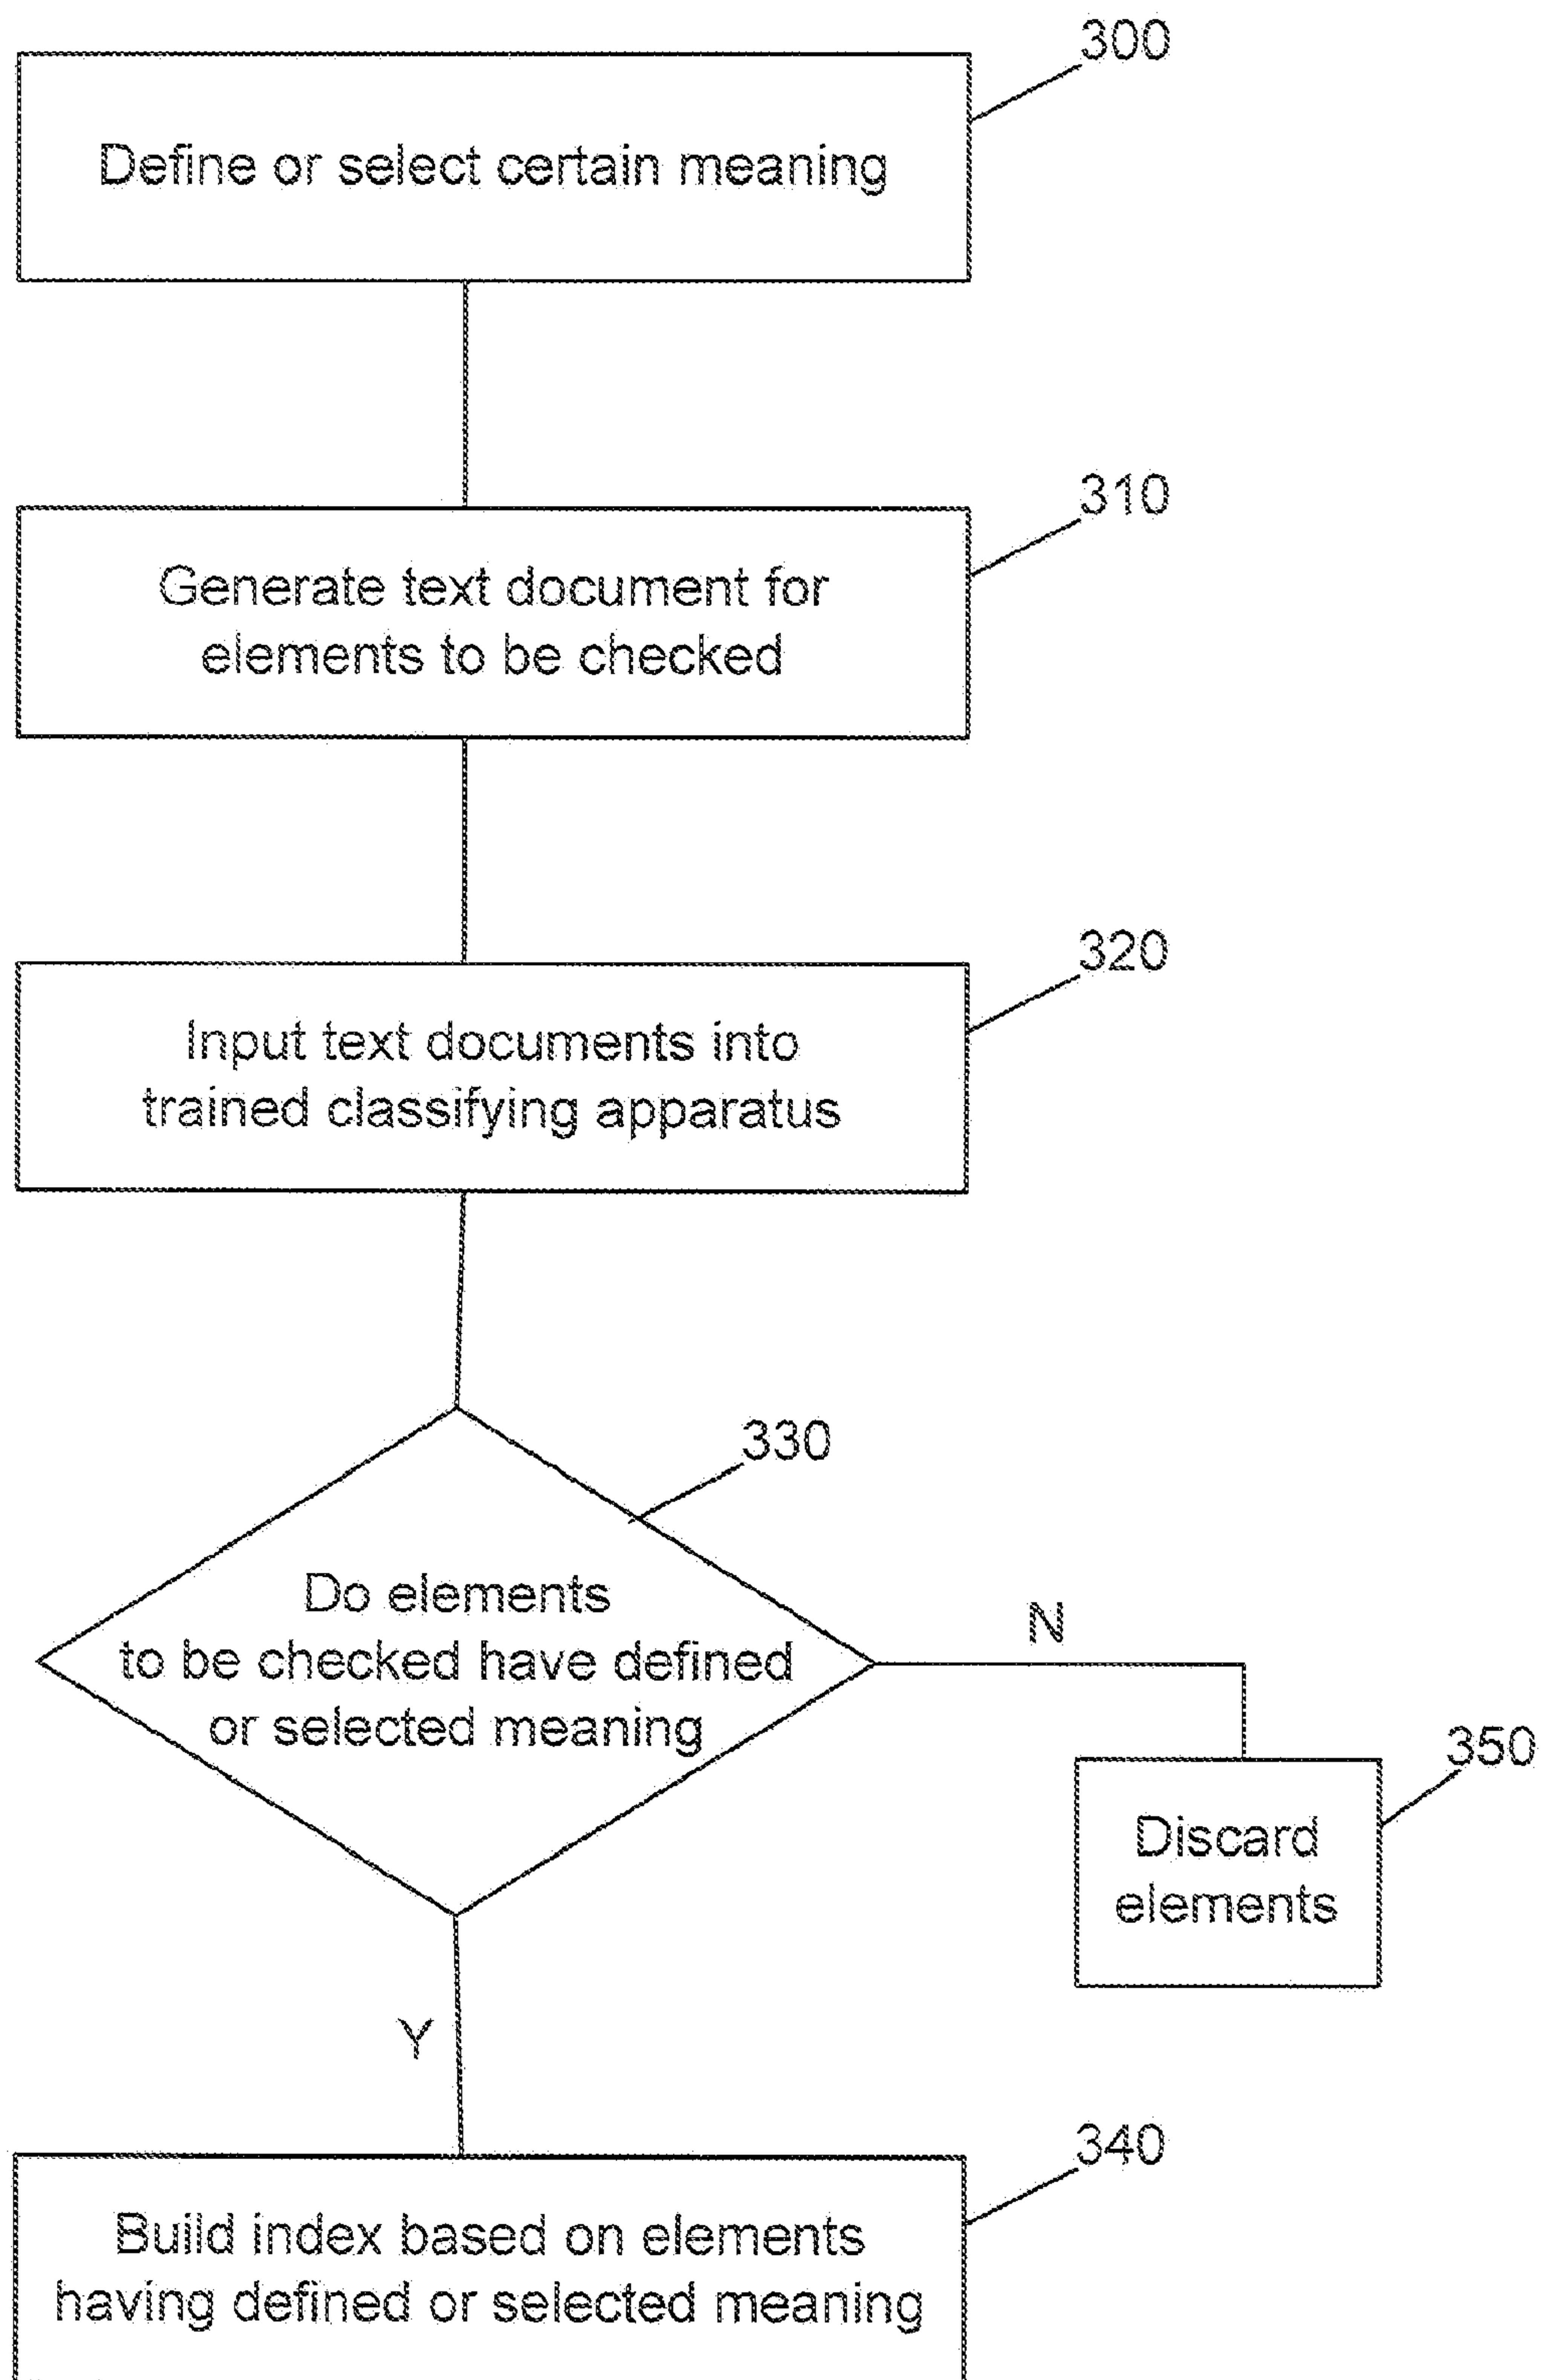 300
Define or select certain meaning
310
Generate text document for
elements to be checked
320
Input text documents into
trained classifying apparatus
330
Do elements
to be checked have defined
or selected meaning
N
350
Discard
elements
Y
340
Build index based on elements
having defined or selected meaning